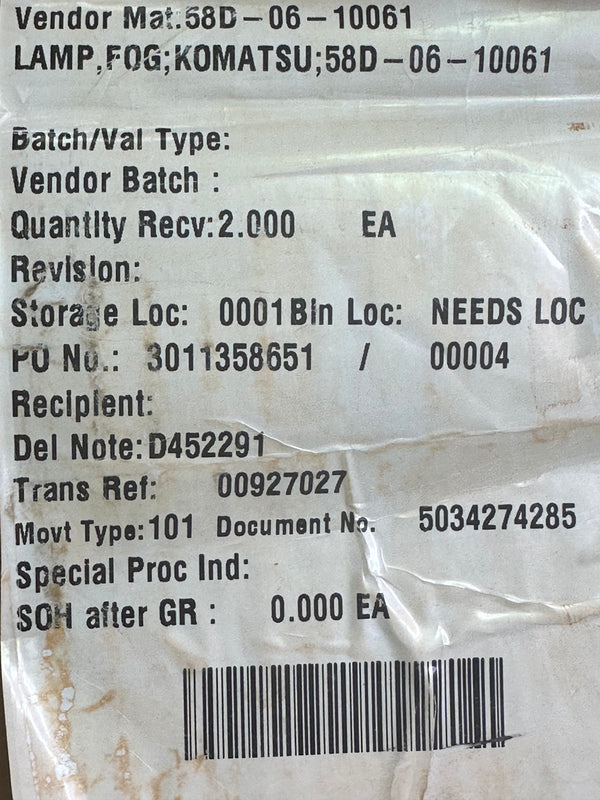 Vendor Mat:58D-06-10061
LAMP,FOG;KOMATSU;58D-06-10061
Batch/Val Type:
Vendor Batch :
Quantity Recv:2.000 EA
Revision:
Storage Loc: 0001Bin Loc: NEEDS LOC
PO No.: 3011358651 / 00004
Recipient:
Del Note:D452291
Trans Ref: 00927027
Movt Type:101 Document No. 5034274285
Special Proc Ind:
SOH after GR : 0.000 EA